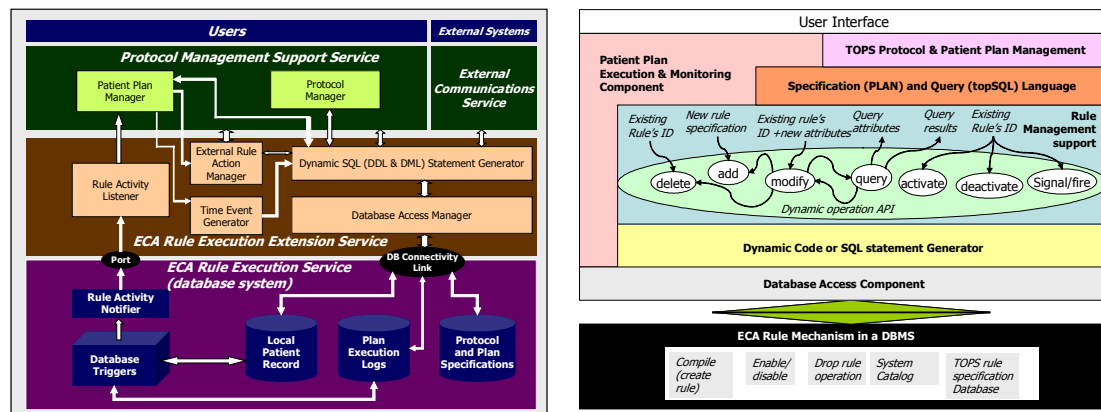 Users
External Systems
Protocol Management Support Service
Patient Plan
Manager
Protocol
Manager
External
Communications
Service
External Rule
Action
Manager
Dynamic SQL (DDL & DML) Statement Generator
Rule Activity
Listener
Time Event
Generator
Database Access Manager
ECA Rule Execution Extension Service
Port
DB Connectivity
Link
ECA Rule Execution Service
(database system)
Rule Activity
Notifier
Database
Triggers
Local
Patient
Record
Plan
Execution
Logs
Protocol
and Plan
Specifications
User Interface
TOPS Protocol & Patient Plan Management
Patient Plan
Execution & Monitoring
Component
Specification (PLAN) and Query (topSQL) Language
Existing
Rule's ID
New rule
specification
Existing rule's
ID +new attributes
Query
attributes
Query
results
Existing
Rule's ID
Rule
Management
support
delete
add
modify
query
activate
deactivate
Signal/fire
Dynamic operation API
Dynamic Code or SQL statement Generator
Database Access Component
ECA Rule Mechanism in a DBMS
Compile
(create
rule)
Enable/
disable
Drop rule
operation
System
Catalog
TOPS rule
specification
Database